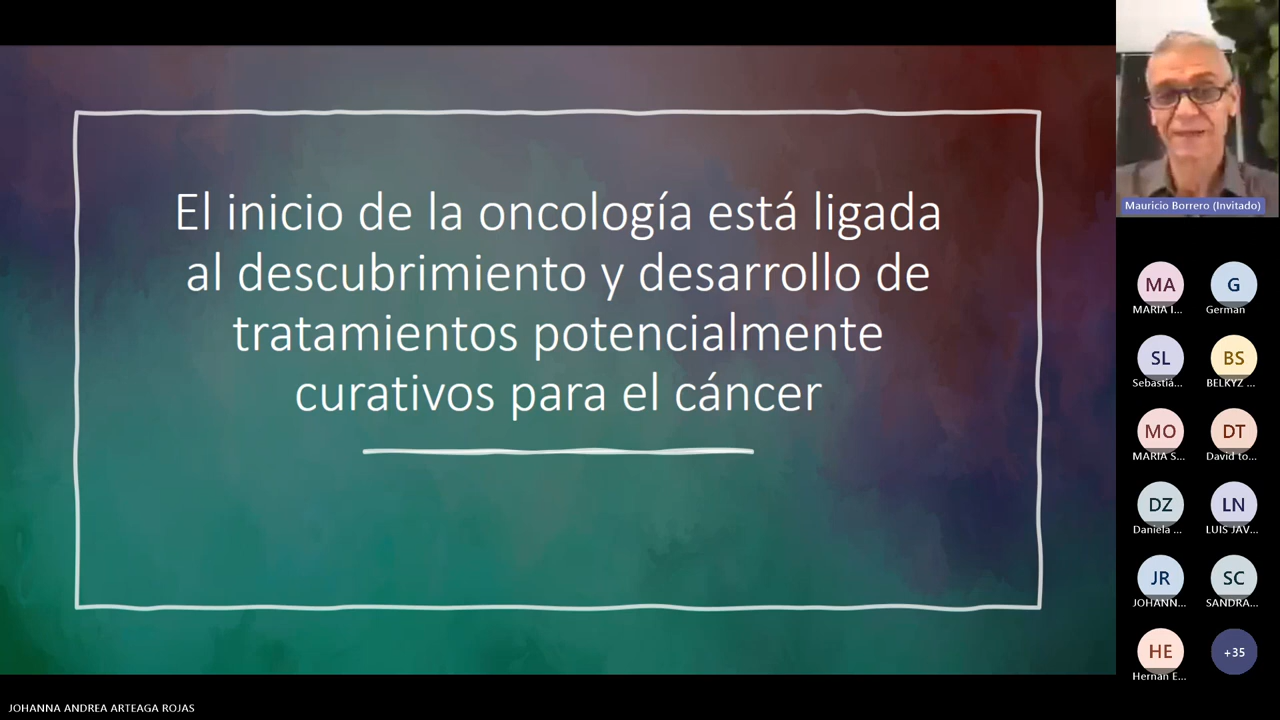 El inicio de la oncología está ligada
al descubrimiento y desarrollo de
tratamientos potencialmente
curativos para el cáncer
Mauricio Borrero (Invitado)
MA
MARIA I...
G
German
SL
Sebastiá...
BS
BELKYZ ...
MO
MARIA S...
DT
David to...
DZ
Daniela ...
LN
LUIS JAV...
JR
JOHANN...
SC
SANDRA...
HE
Hernan E...
+35
JOHANNA ANDREA ARTEAGA ROJAS